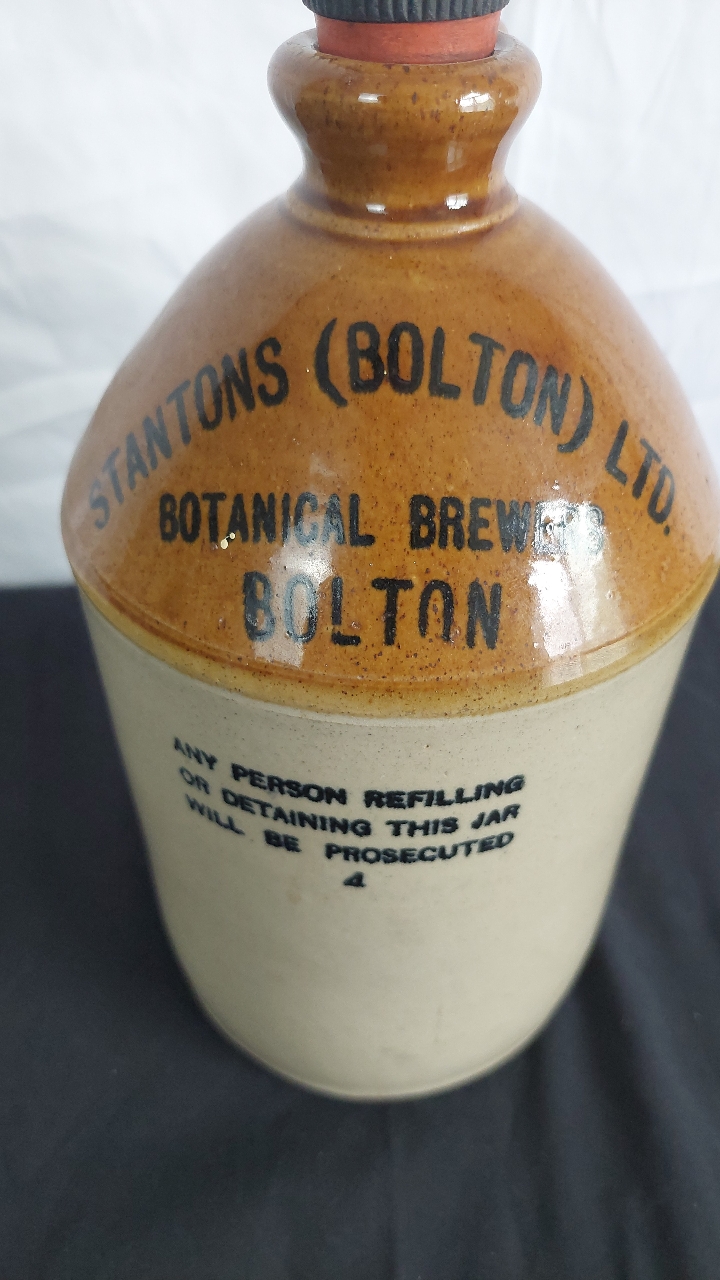 STANTONS (BOLTON) LTD.
BOTANICAL BREWERS
BOLTON
ANY PERSON REFILLING
OR DETAINING THIS JAR
WILL BE PROSECUTED
4